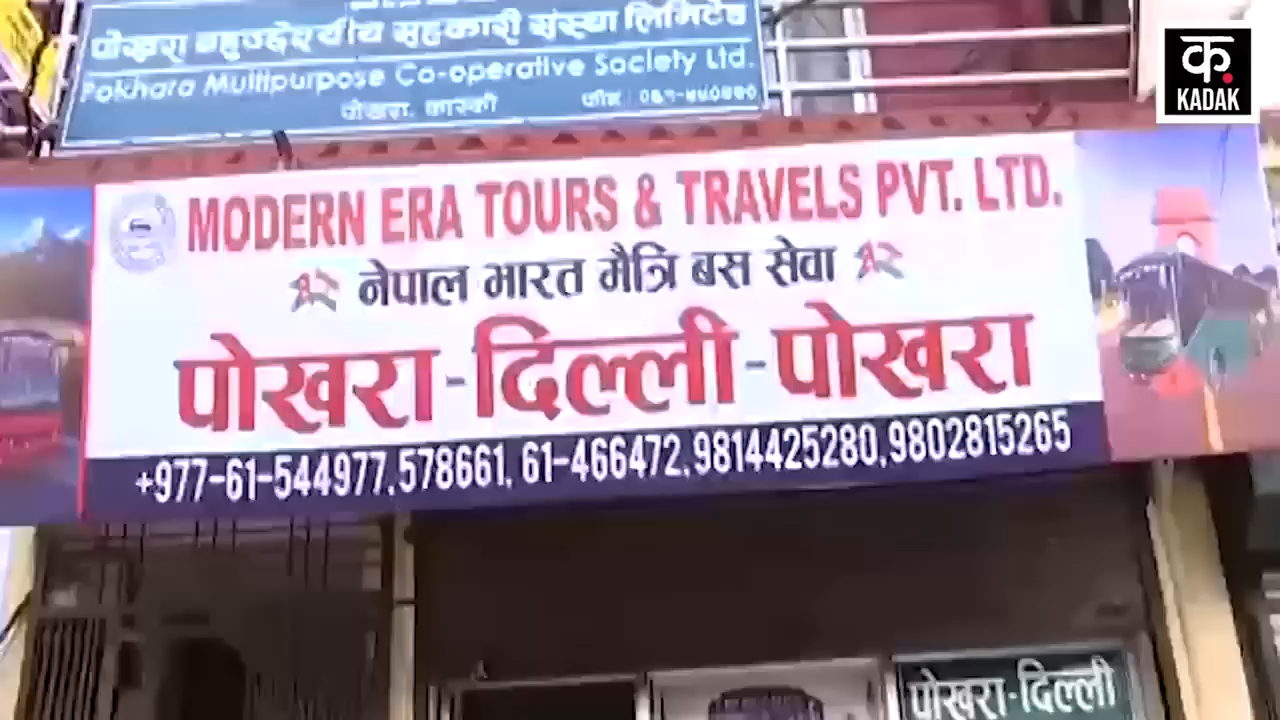 पोखरा बहुउद्देश्यीय सहकारी संस्था लिमिटेड
Pokhara Multipurpose Co-operative Society Ltd.
पोखरा, कास्की फोन
क.
KADAK
MODERN ERA TOURS & TRAVELS PVT. LTD.
नेपाल भारत मैत्रि बस सेवा
पोखरा-दिल्ली-पोखरा
+977-61-544977,578661, 61-466472,9814425280,9802815265
पोखरा-दिल्ली